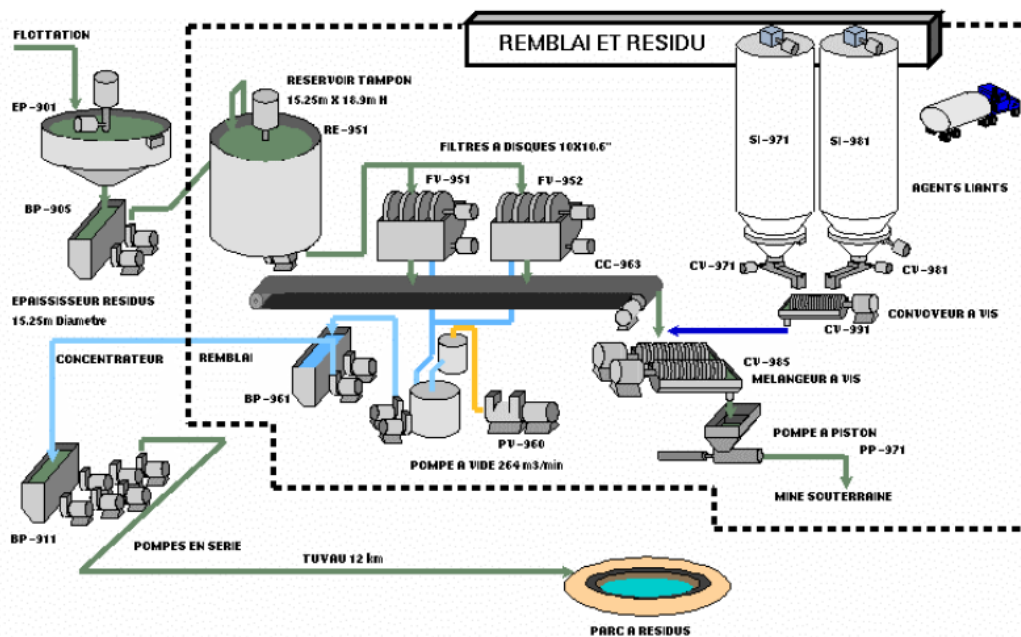 FLOTTATION
REMBLAI ET RESIDU
EP-901
RESERVOIR TAMPON
15.25m X 18.9m H
RE-951
SI-971
SI-981
FILTRES A DISQUES 10X10.6"
FV-951
FV-952
AGENTS LIANTS
BP-905
CC-963
CV-971
CV-981
EPAISSISSEUR RESIDUS
15.25m Diametre
CONVOYEUR A VIS
CV-991
CONCENTRATEUR
REMBLAI
CV-985
MELANGEUR A VIS
BP-961
POMPE A PISTON
PV-960
PP-971
POMPE A VIDE 264 m3/min
MINE SOUTERRAINE
BP-911
POMPES EN SERIE
TUYAU 12 km
PARC A RESIDUS